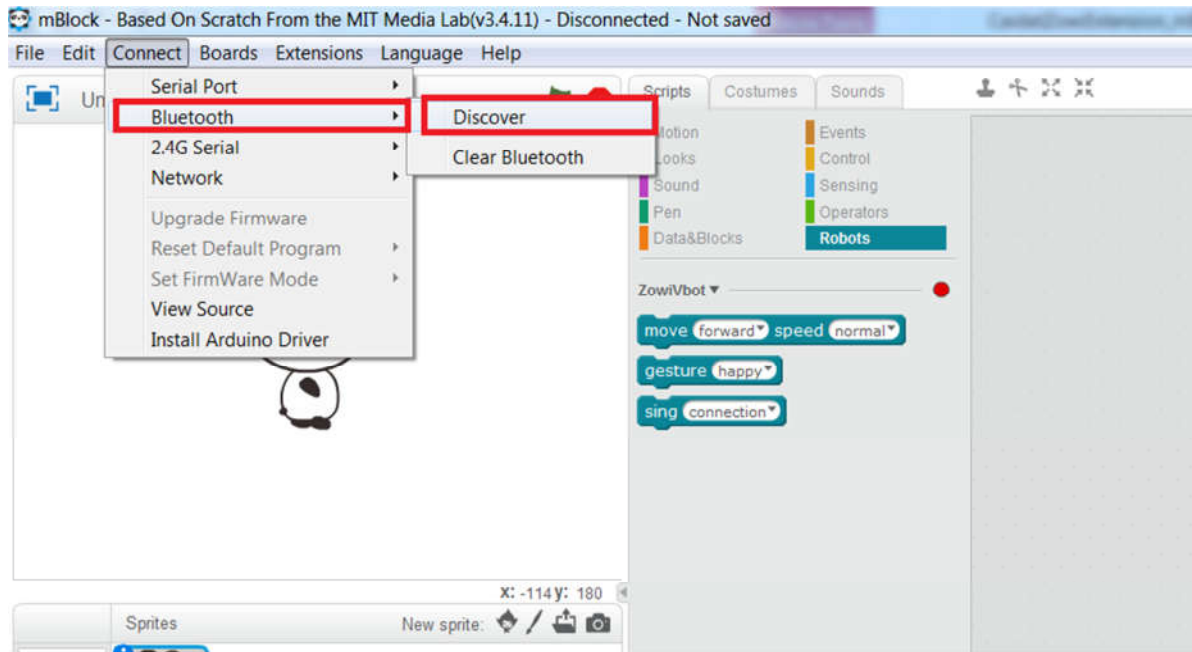 mBlock - Based On Scratch From the MIT Media Lab(v3.4.11) - Disconnected - Not saved
File Edit Connect Boards Extensions Language Help
Serial Port
Bluetooth
2.4G Serial
Network
Upgrade Firmware
Reset Default Program
Set FirmWare Mode
View Source
Install Arduino Driver
Discover
Clear Bluetooth
Un
Scripts Costumes Sounds
Motion Events
Looks Control
Sound Sensing
Pen Operators
Data&Blocks Robots
ZowiVbot
move forward speed normal
gesture happy
sing connection
X: -114 Y: 180
Sprites New sprite: